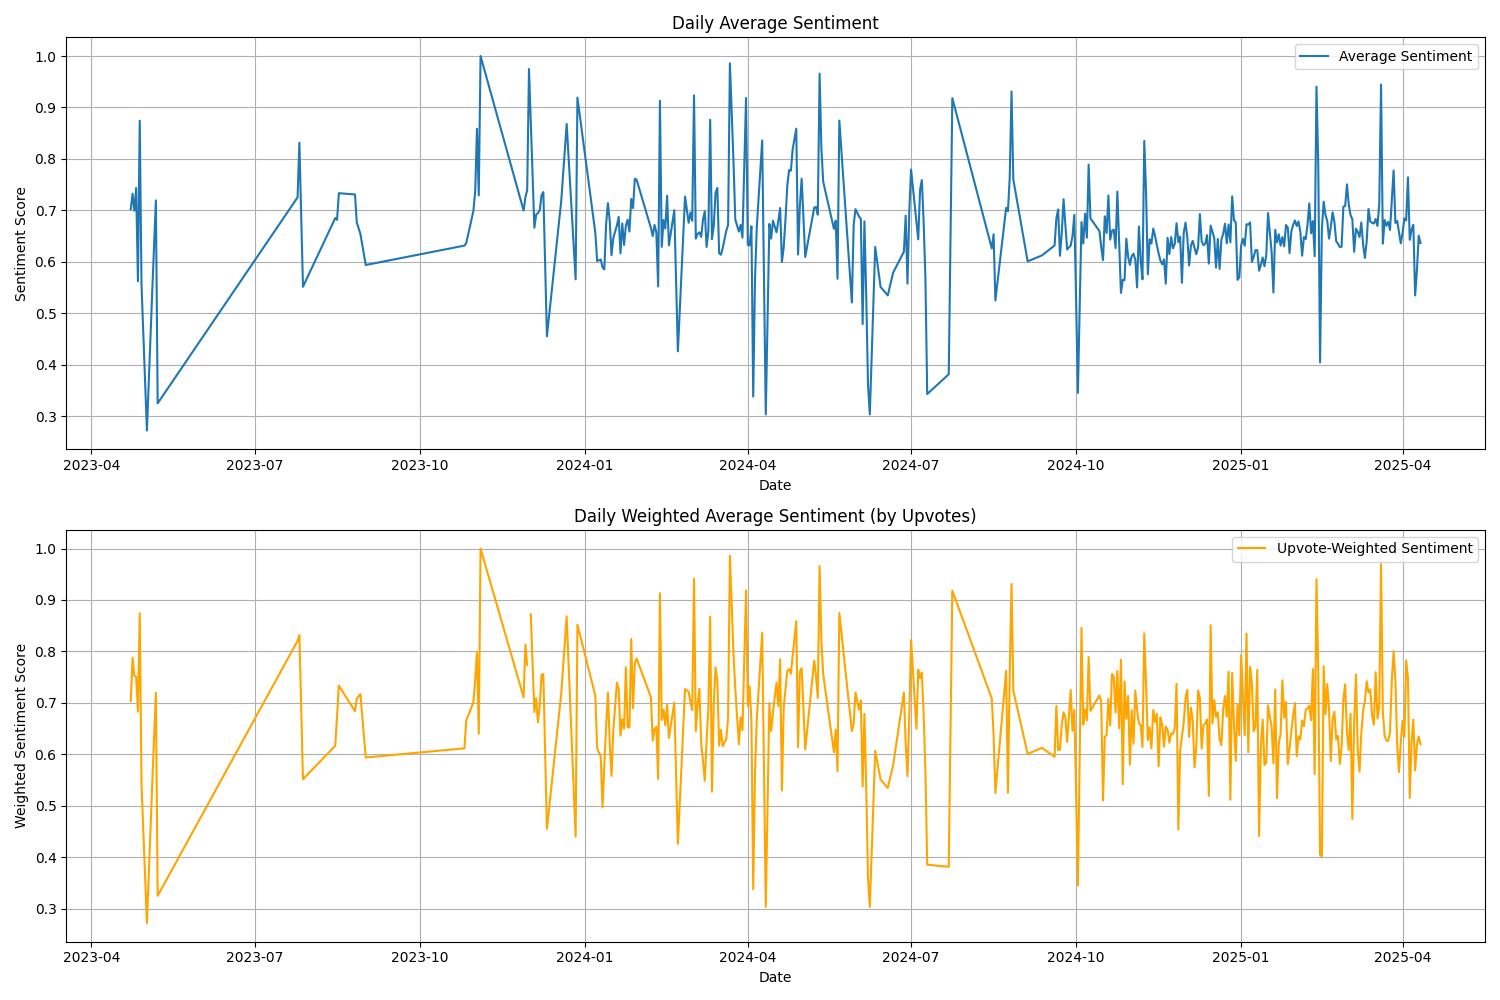 Daily Average Sentiment
Average Sentiment
Sentiment Score
1.0
0.9
0.8
0.7
0.6
0.5
0.4
0.3
2023-04 2023-07 2023-10 2024-01 2024-04 2024-07 2024-10 2025-01 2025-04
Date
Daily Weighted Average Sentiment (by Upvotes)
Upvote-Weighted Sentiment
Weighted Sentiment Score
1.0
0.9
0.8
0.7
0.6
0.5
0.4
0.3
2023-04 2023-07 2023-10 2024-01 2024-04 2024-07 2024-10 2025-01 2025-04
Date